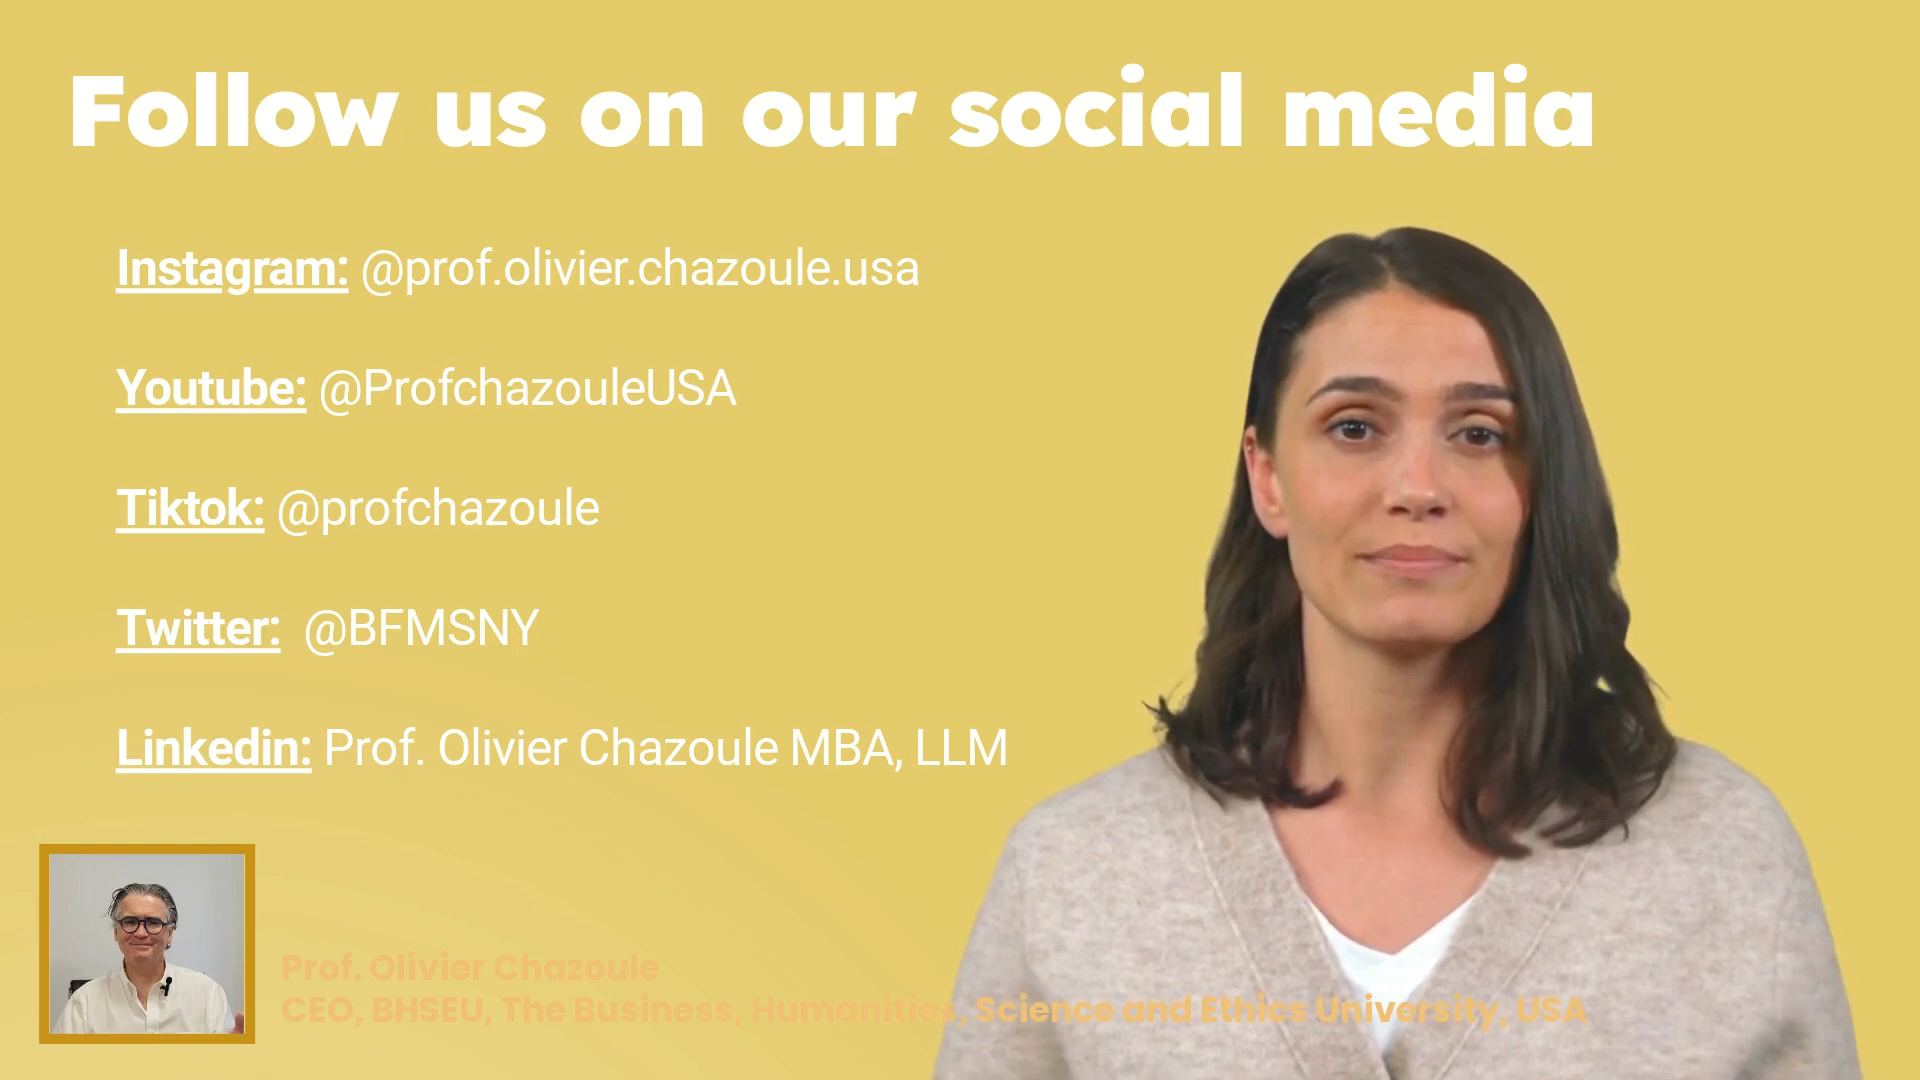 Follow us on our social media
Instagram: @prof.olivier.chazoule.usa
Youtube: @ProfchazouleUSA
Tiktok: @profchazoule
Twitter:  @BFMSNY
Linkedin: Prof. Olivier Chazoule MBA, LLM
Prof. Olivier Chazoule
CEO, BHSEU, The Business, Humanities, Science and Ethics University, USA